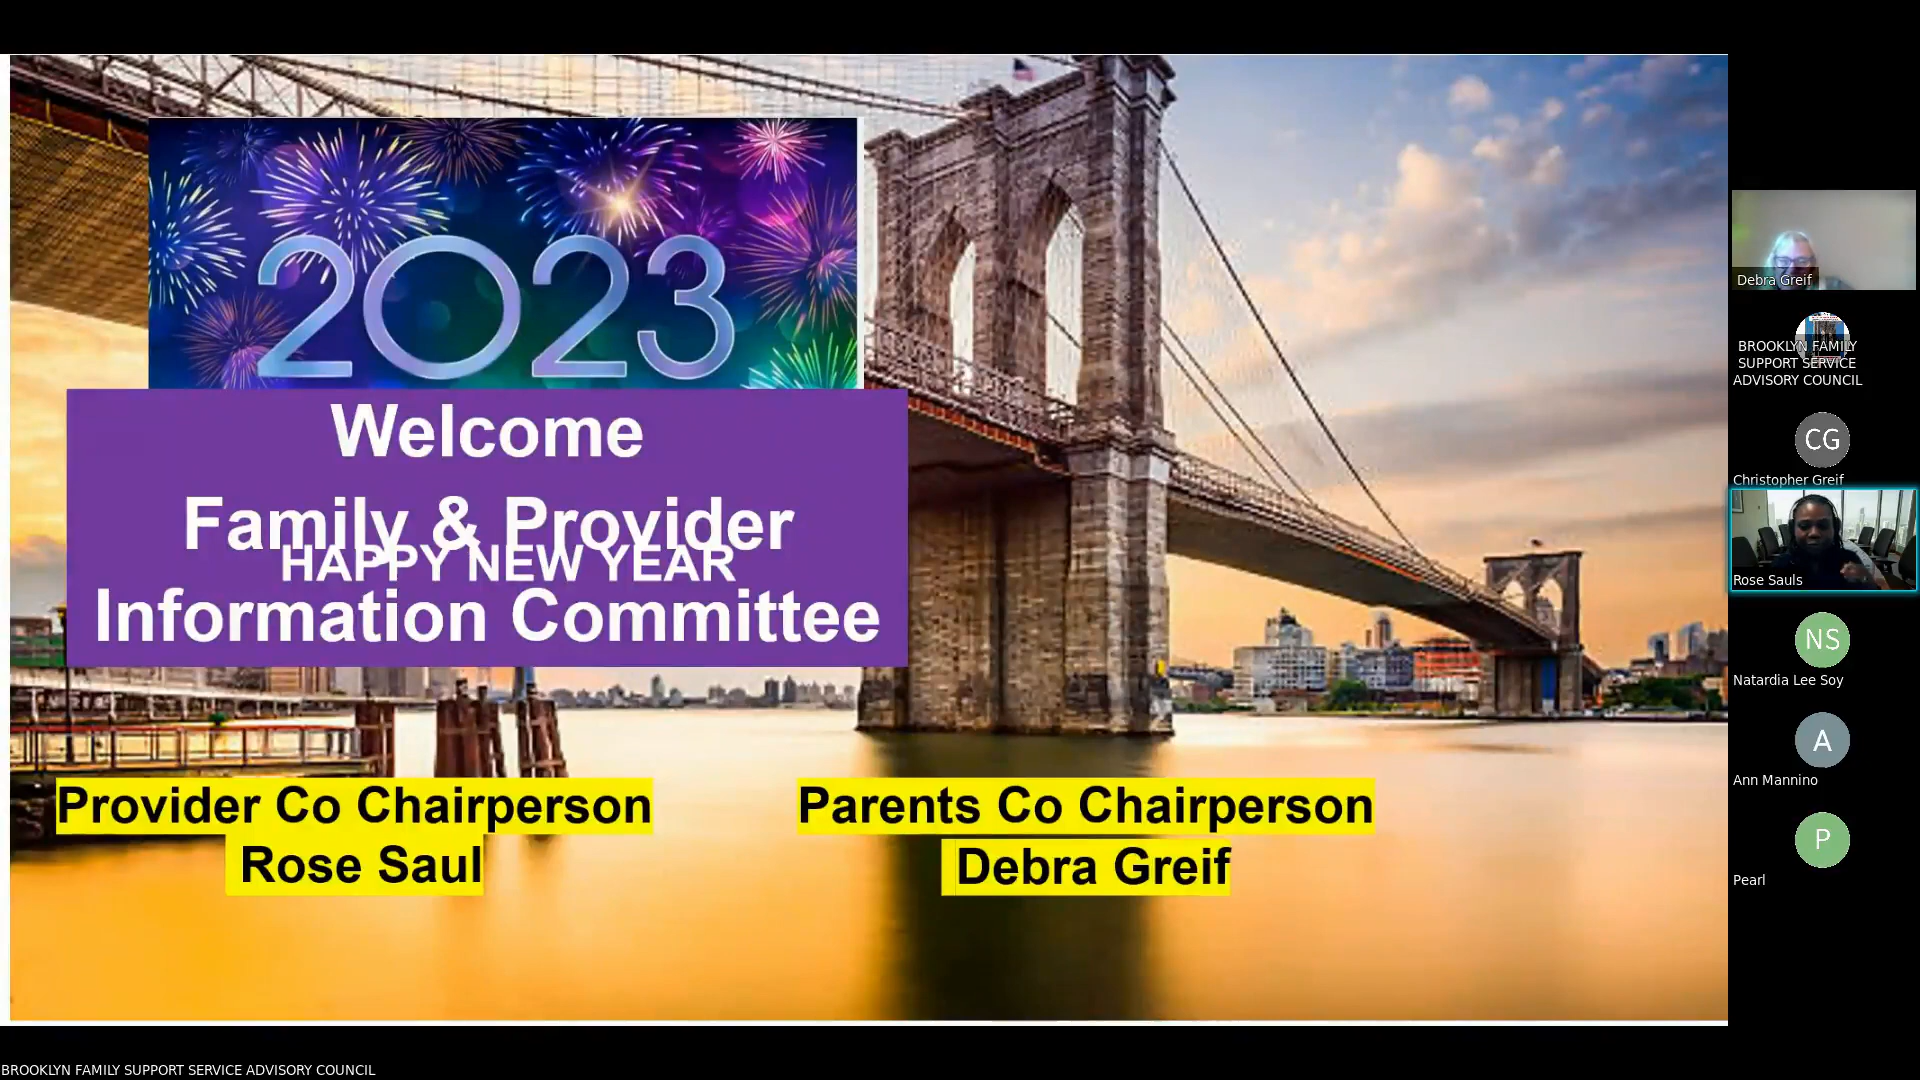 2023
Welcome
Family & Provider
HAPPY NEW YEAR
Information Committee
Provider Co Chairperson
Rose Saul
Parents Co Chairperson
Debra Greif
Debra Greif
BROOKLYN FAMILY
SUPPORT SERVICE
ADVISORY COUNCIL
CG
Christopher Greif
Rose Sauls
NS
Natardia Lee Soy
A
Ann Mannino
P
Pearl
BROOKLYN FAMILY SUPPORT SERVICE ADVISORY COUNCIL